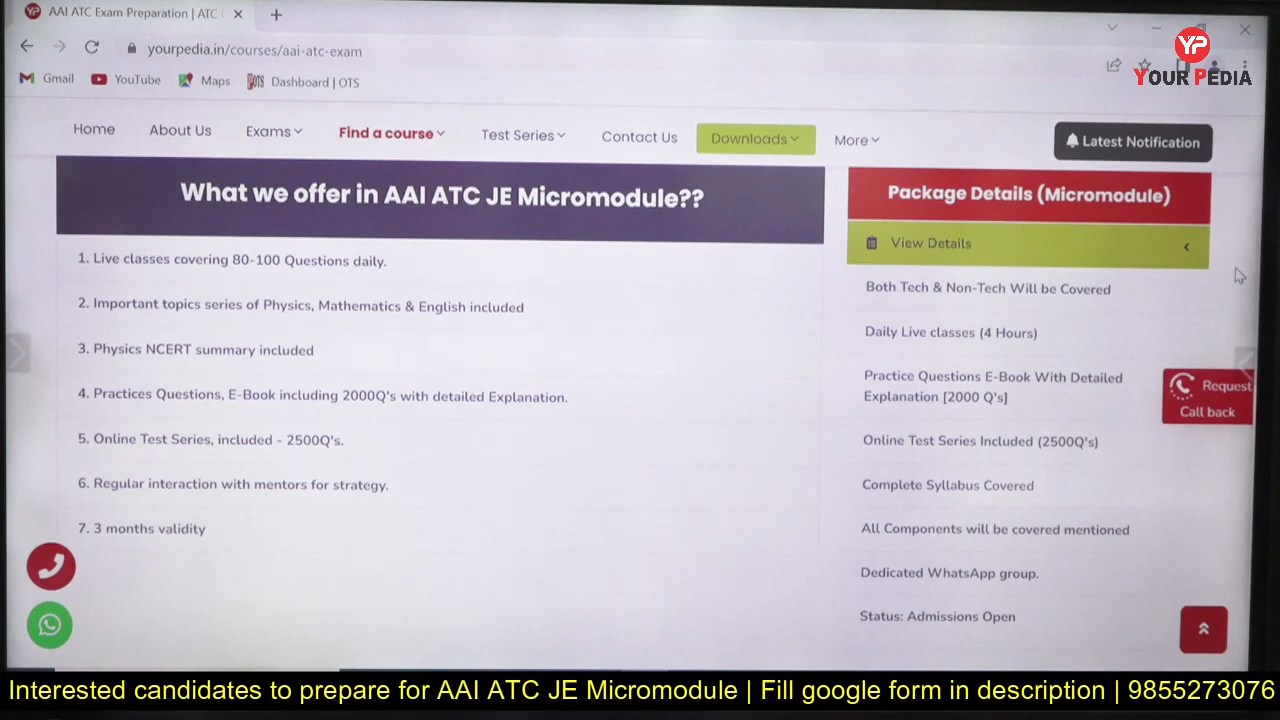 AAI ATC Exam Preparation | ATC
yourpedia.in/courses/aai-atc-exam
Gmail YouTube Maps Dashboard | OTS
YP
YOUR PEDIA
Home About Us Exams Find a course Test Series Contact Us Downloads More Latest Notification
What we offer in AAI ATC JE Micromodule??
1. Live classes covering 80-100 Questions daily.
2. Important topics series of Physics, Mathematics & English included
3. Physics NCERT summary included
4. Practices Questions, E-Book including 2000Q's with detailed Explanation.
5. Online Test Series, included - 2500Q's.
6. Regular interaction with mentors for strategy.
7. 3 months validity
Package Details (Micromodule)
View Details
Both Tech & Non-Tech Will be Covered
Daily Live classes (4 Hours)
Practice Questions E-Book With Detailed
Explanation [2000 Q's]
Online Test Series Included (2500Q's)
Complete Syllabus Covered
All Components will be covered mentioned
Dedicated WhatsApp group.
Status: Admissions Open
Request
Call back
Interested candidates to prepare for AAI ATC JE Micromodule | Fill google form in description | 9855273076